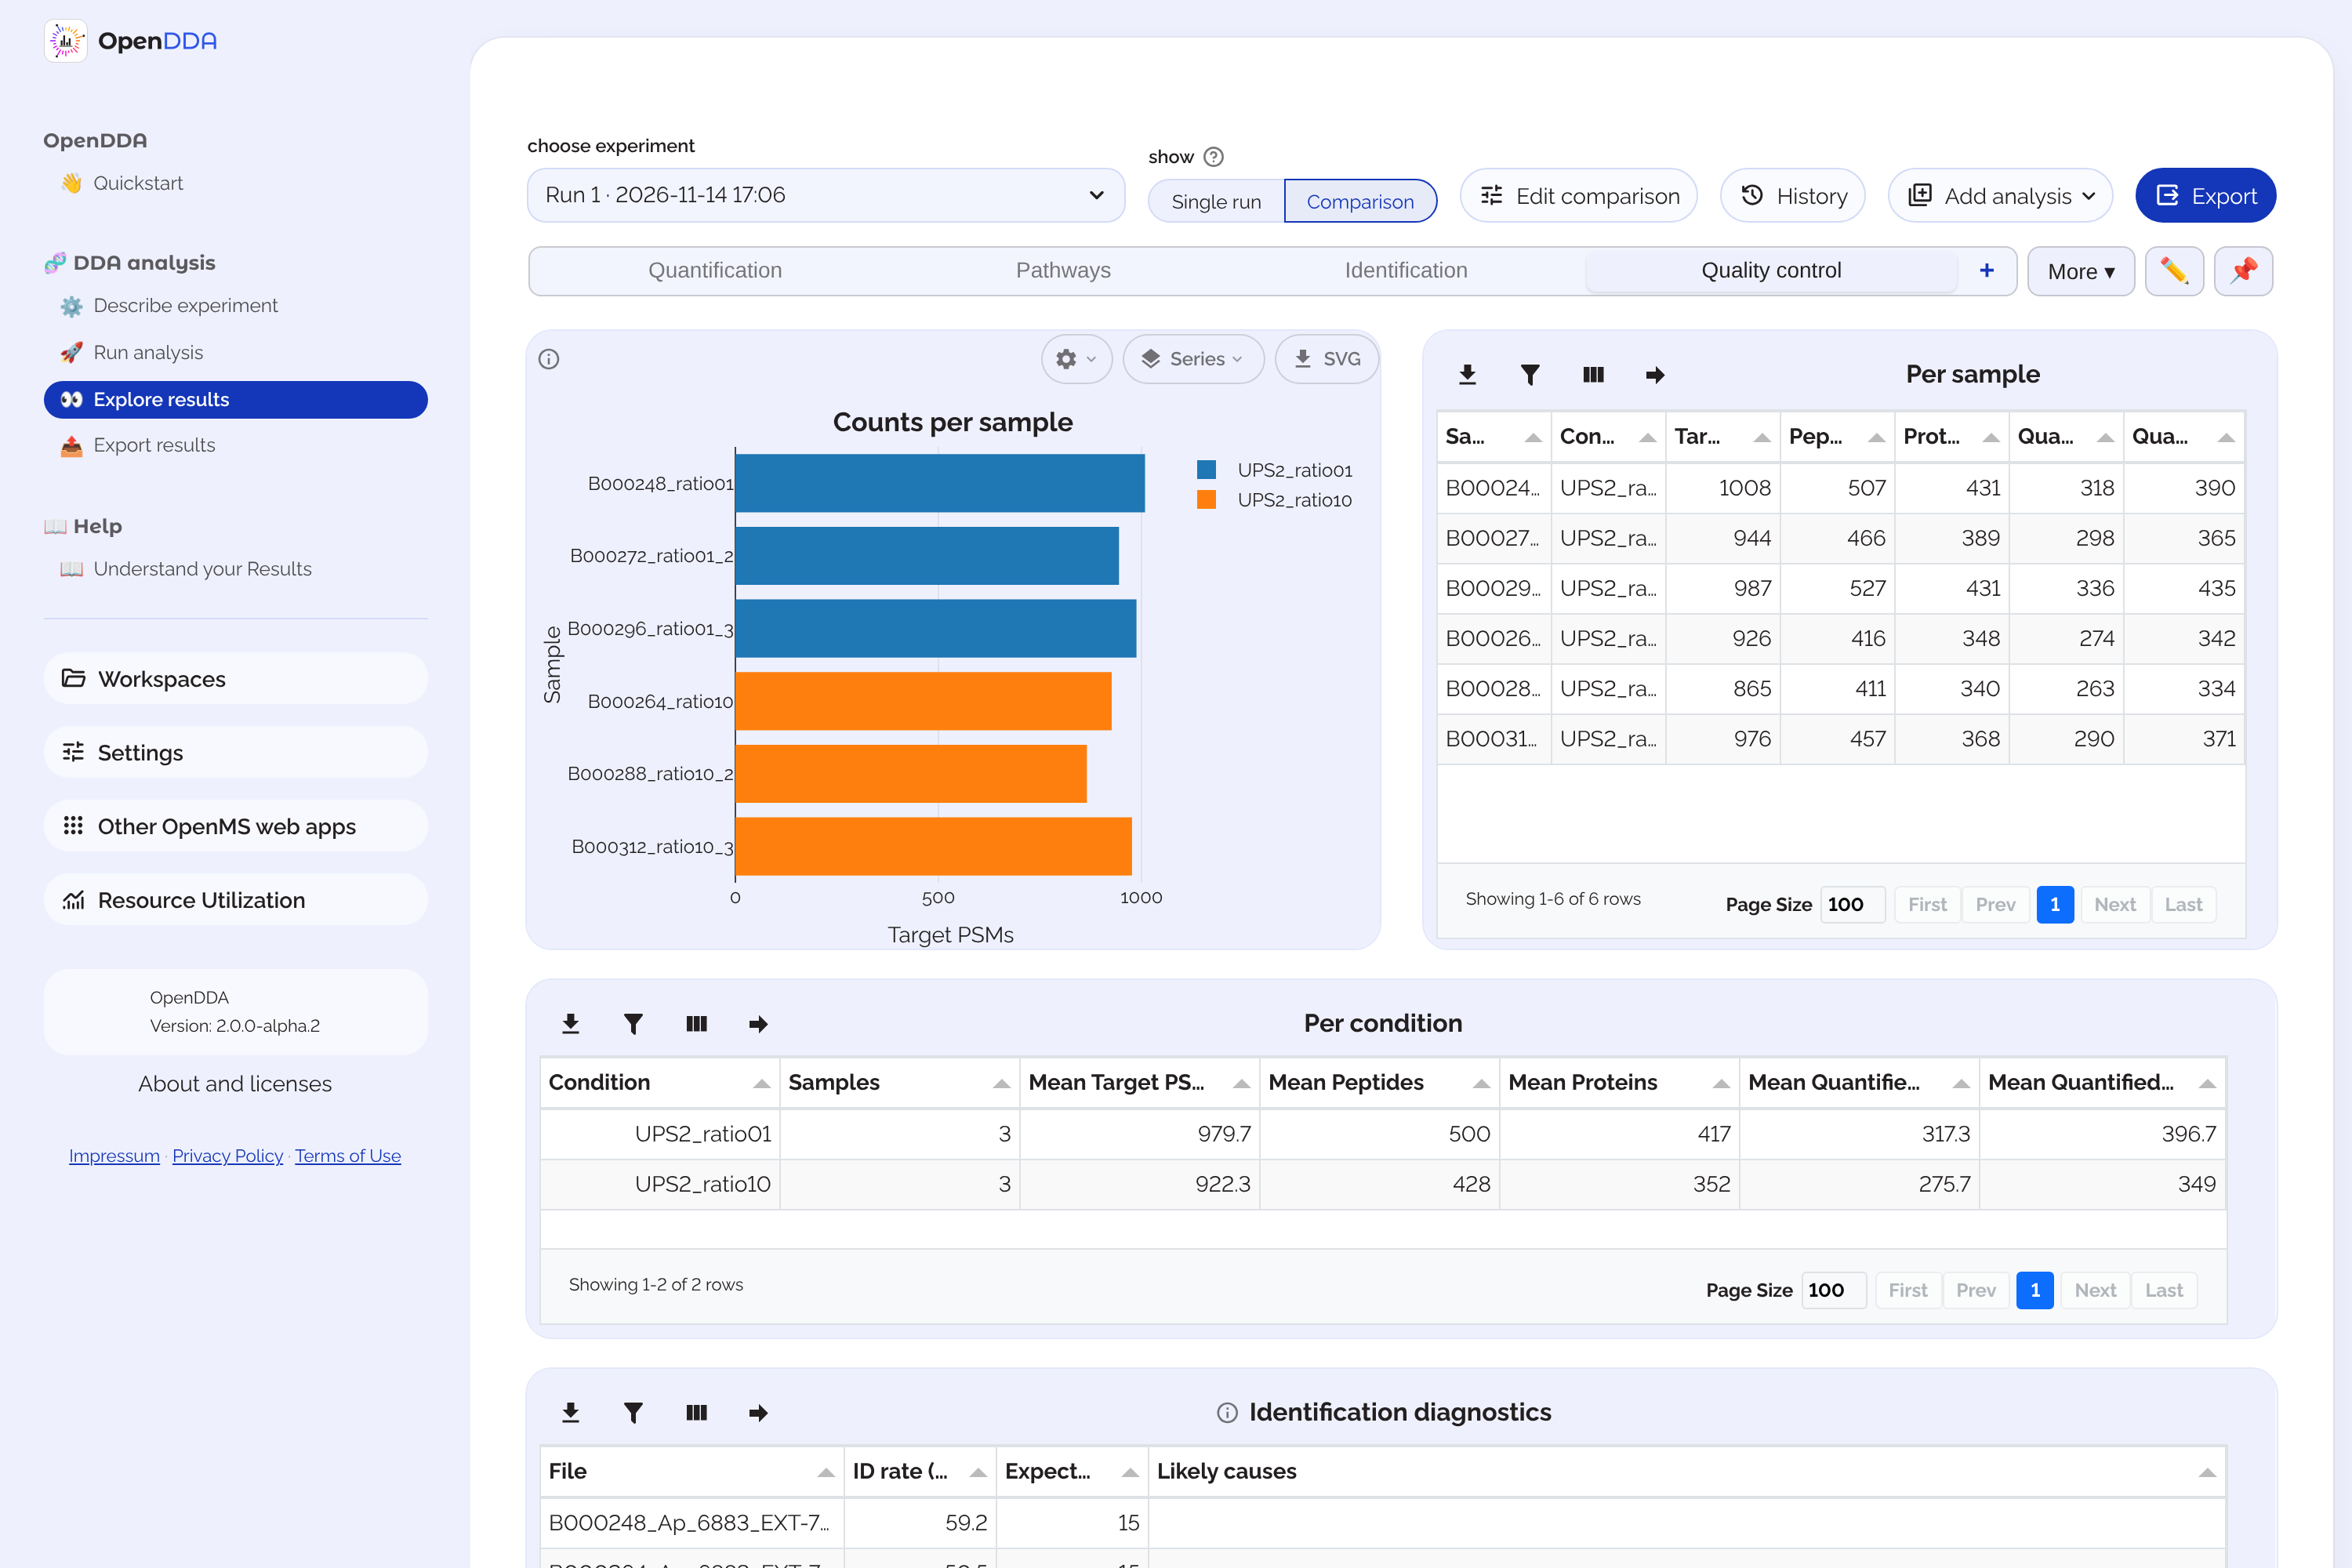 OpenDDA
OpenDDA
Quickstart
DDA analysis
Describe experiment
Run analysis
Explore results
Export results
Help
Understand your Results
Workspaces
Settings
Other OpenMS web apps
Resource Utilization
OpenDDA
Version: 2.0.0-alpha.2
About and licenses
Impressum · Privacy Policy · Terms of Use
choose experiment
Run 1 · 2026-11-14 17:06
show
Single run Comparison
Edit comparison
History
Add analysis
Export
Quantification Pathways Identification Quality control +
More ▾
Series
SVG
Counts per sample
B000248_ratio01
B000272_ratio01_2
B000296_ratio01_3
B000264_ratio10
B000288_ratio10_2
B000312_ratio10_3
Sample
0 500 1000
Target PSMs
UPS2_ratio01
UPS2_ratio10
Per sample
Sa... Con... Tar... Pep... Prot... Qua... Qua...
B00024... UPS2_ra... 1008 507 431 318 390
B00027... UPS2_ra... 944 466 389 298 365
B00029... UPS2_ra... 987 527 431 336 435
B00026... UPS2_ra... 926 416 348 274 342
B00028... UPS2_ra... 865 411 340 263 334
B00031... UPS2_ra... 976 457 368 290 371
Showing 1-6 of 6 rows Page Size 100 First Prev 1 Next Last
Per condition
Condition Samples Mean Target PS... Mean Peptides Mean Proteins Mean Quantifie... Mean Quantified...
UPS2_ratio01 3 979.7 500 417 317.3 396.7
UPS2_ratio10 3 922.3 428 352 275.7 349
Showing 1-2 of 2 rows Page Size 100 First Prev 1 Next Last
Identification diagnostics
File ID rate (... Expect... Likely causes
B000248_Ap_6883_EXT-7... 59.2 15